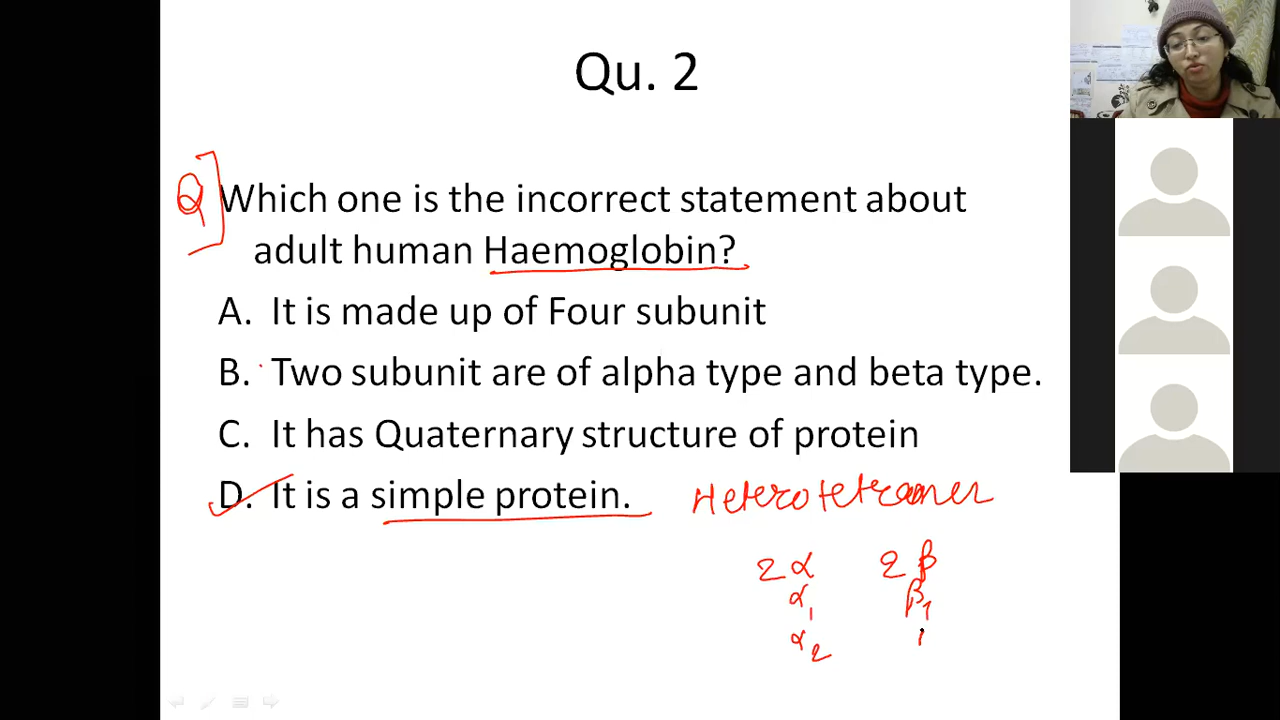 Qu. 2
Q] Which one is the incorrect statement about
adult human Haemoglobin?
A. It is made up of Four subunit
B. Two subunit are of alpha type and beta type.
C. It has Quaternary structure of protein
D. It is a simple protein. Heterotetramer
2α 2β
α1 β1
α2